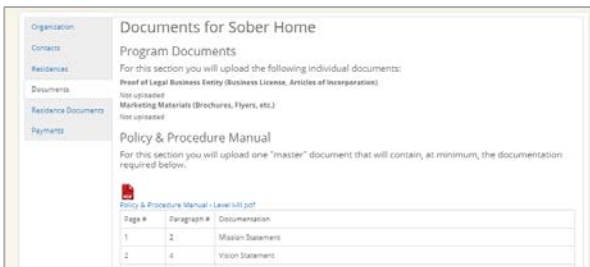 Documents for Sober Home
Organization
Contacts
Residences
Documents
Residence Documents
Payments
Program Documents
For this section you will upload the following individual documents:
Proof of Legal Business Entity (Business License, Articles of Incorporation)
Not uploaded
Marketing Materials (Brochures, Flyers, etc.)
Not uploaded
Policy & Procedure Manual
For this section you will upload one "master" document that will contain, at minimum, the documentation
required below.
Policy & Procedure Manual - Level I-III.pdf
Page # Paragraph # Documentation
1 2 Mission Statement
2 4 Vision Statement